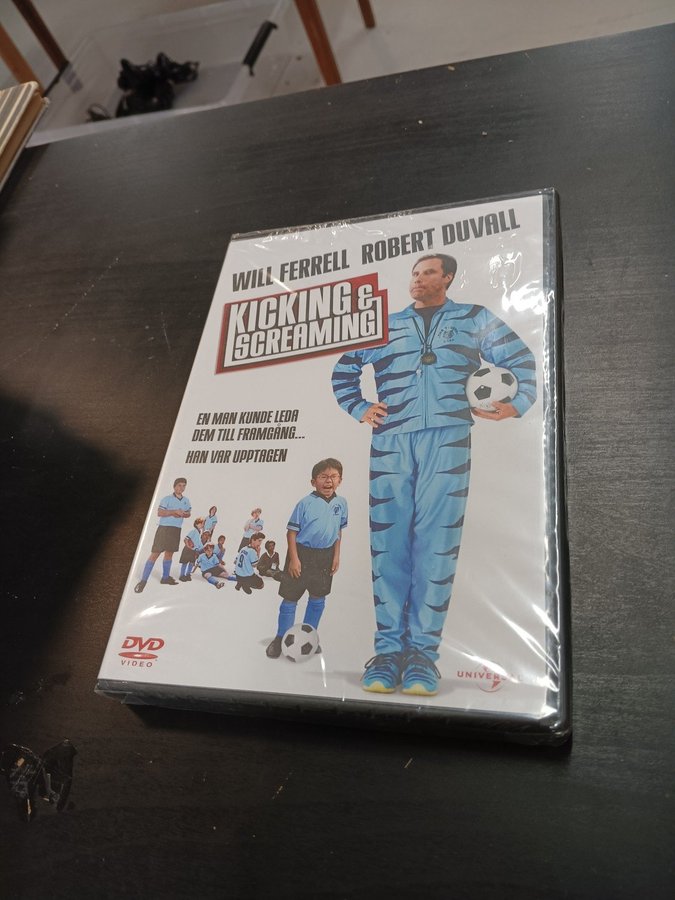 WILL FERRELL ROBERT DUVALL
KICKING &
SCREAMING
EN MAN KUNDE LEDA
DEM TILL FRAMGÅNG...
HAN VAR UPPTAGEN
9
DVD
VIDEO
UNIVERSAL